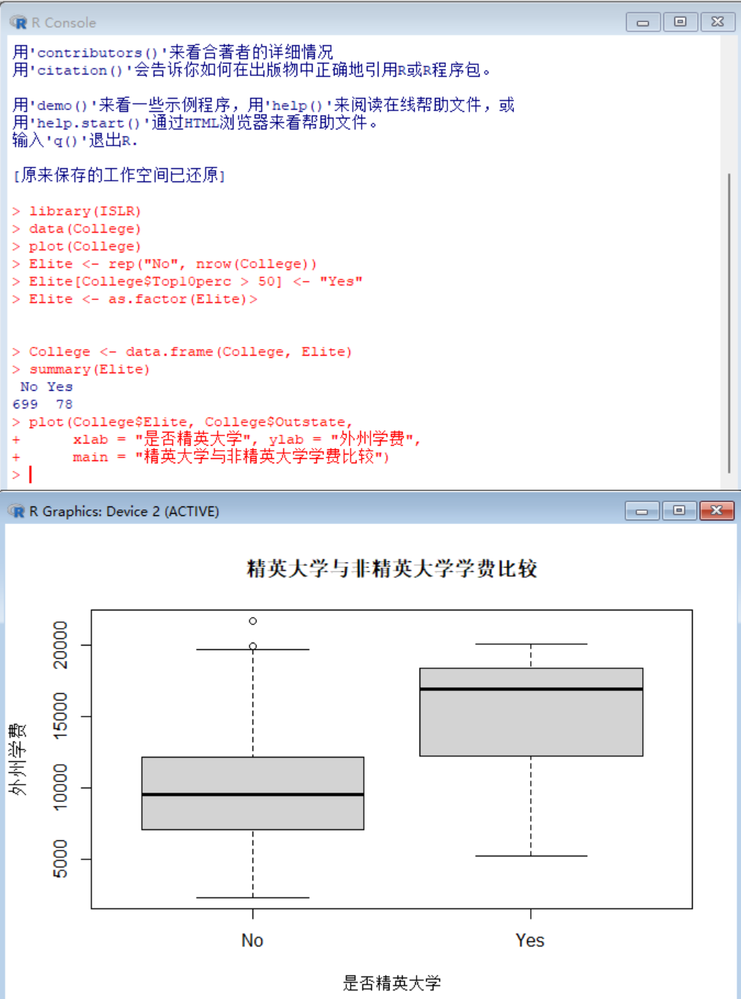 R Console
用'contributors()'来看合著者的详细情况
用'citation()'会告诉你如何在出版物中正确地引用R或R程序包。
用'demo()'来看一些示例程序，用'help()'来阅读在线帮助文件，或
用'help.start()'通过HTML浏览器来看帮助文件。
输入'q()'退出R.
[原来保存的工作空间已还原]
> library(ISLR)
> data(College)
> plot(College)
> Elite <- rep("No", nrow(College))
> Elite[College$Top10perc > 50] <- "Yes"
> Elite <- as.factor(Elite)>
> College <- data.frame(College, Elite)
> summary(Elite)
No Yes
699 78
> plot(College$Elite, College$Outstate,
+ xlab = "是否精英大学", ylab = "外州学费",
+ main = "精英大学与非精英大学学费比较")
>
R Graphics: Device 2 (ACTIVE)
精英大学与非精英大学学费比较
外州学费
20000
15000
10000
5000
No Yes
是否精英大学